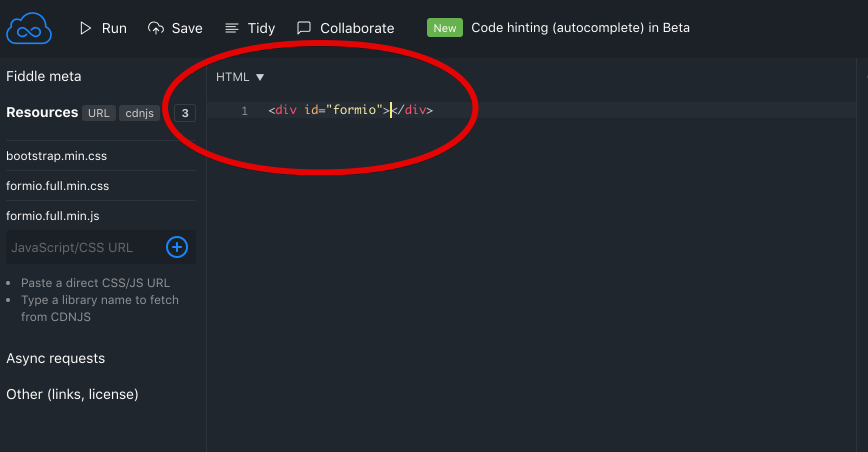 Run Save Tidy Collaborate New Code hinting (autocomplete) in Beta
Fiddle meta
HTML ▼
Resources URL cdnjs 3
1 <div id="formio"></div>
bootstrap.min.css
formio.full.min.css
formio.full.min.js
JavaScript/CSS URL
• Paste a direct CSS/JS URL
• Type a library name to fetch
from CDNJS
Async requests
Other (links, license)